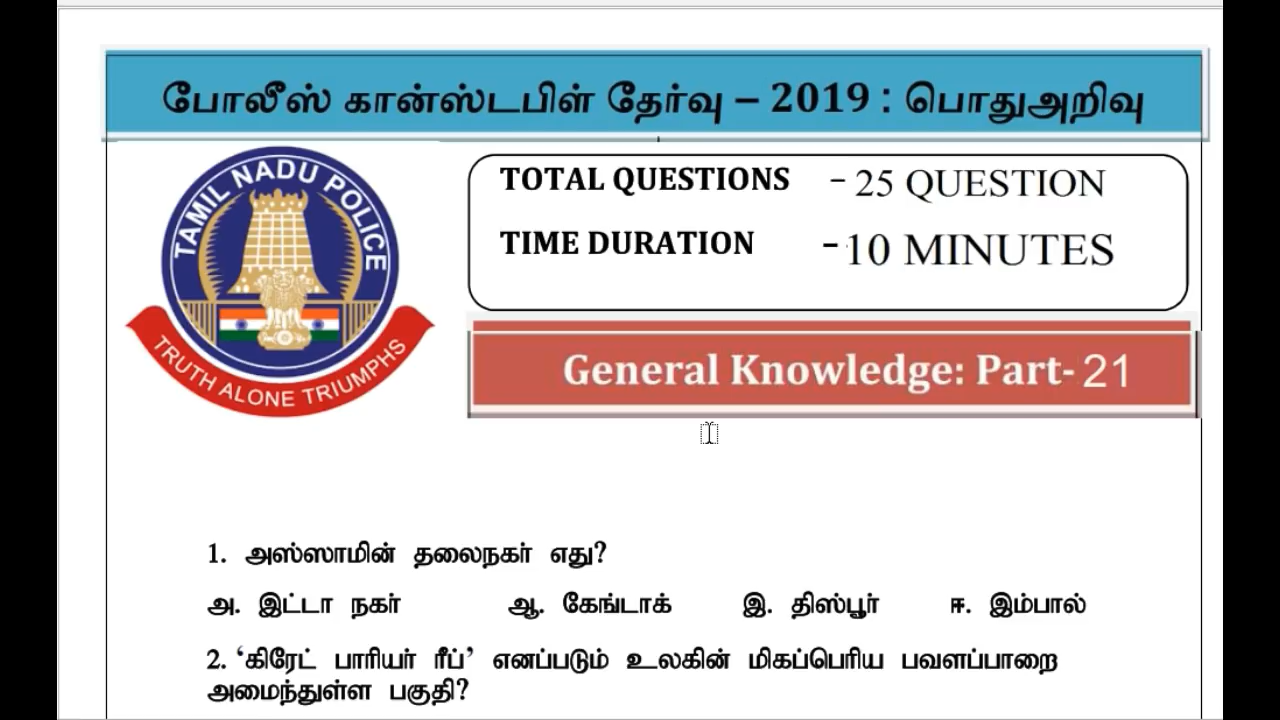 போலீஸ் கான்ஸ்டபிள் தேர்வு – 2019 : பொதுஅறிவு
TAMIL NADU POLICE
TRUTH ALONE TRIUMPHS
TOTAL QUESTIONS – 25 QUESTION
TIME DURATION – 10 MINUTES
General Knowledge: Part- 21
1. அஸ்ஸாமின் தலைநகர் எது?
அ. இட்டா நகர் ஆ. கேங்டாக் இ. திஸ்பூர் ஈ. இம்பால்
2. ‘கிரேட் பாரியர் ரீப்’ எனப்படும் உலகின் மிகப்பெரிய பவளப்பாறை
அமைந்துள்ள பகுதி?